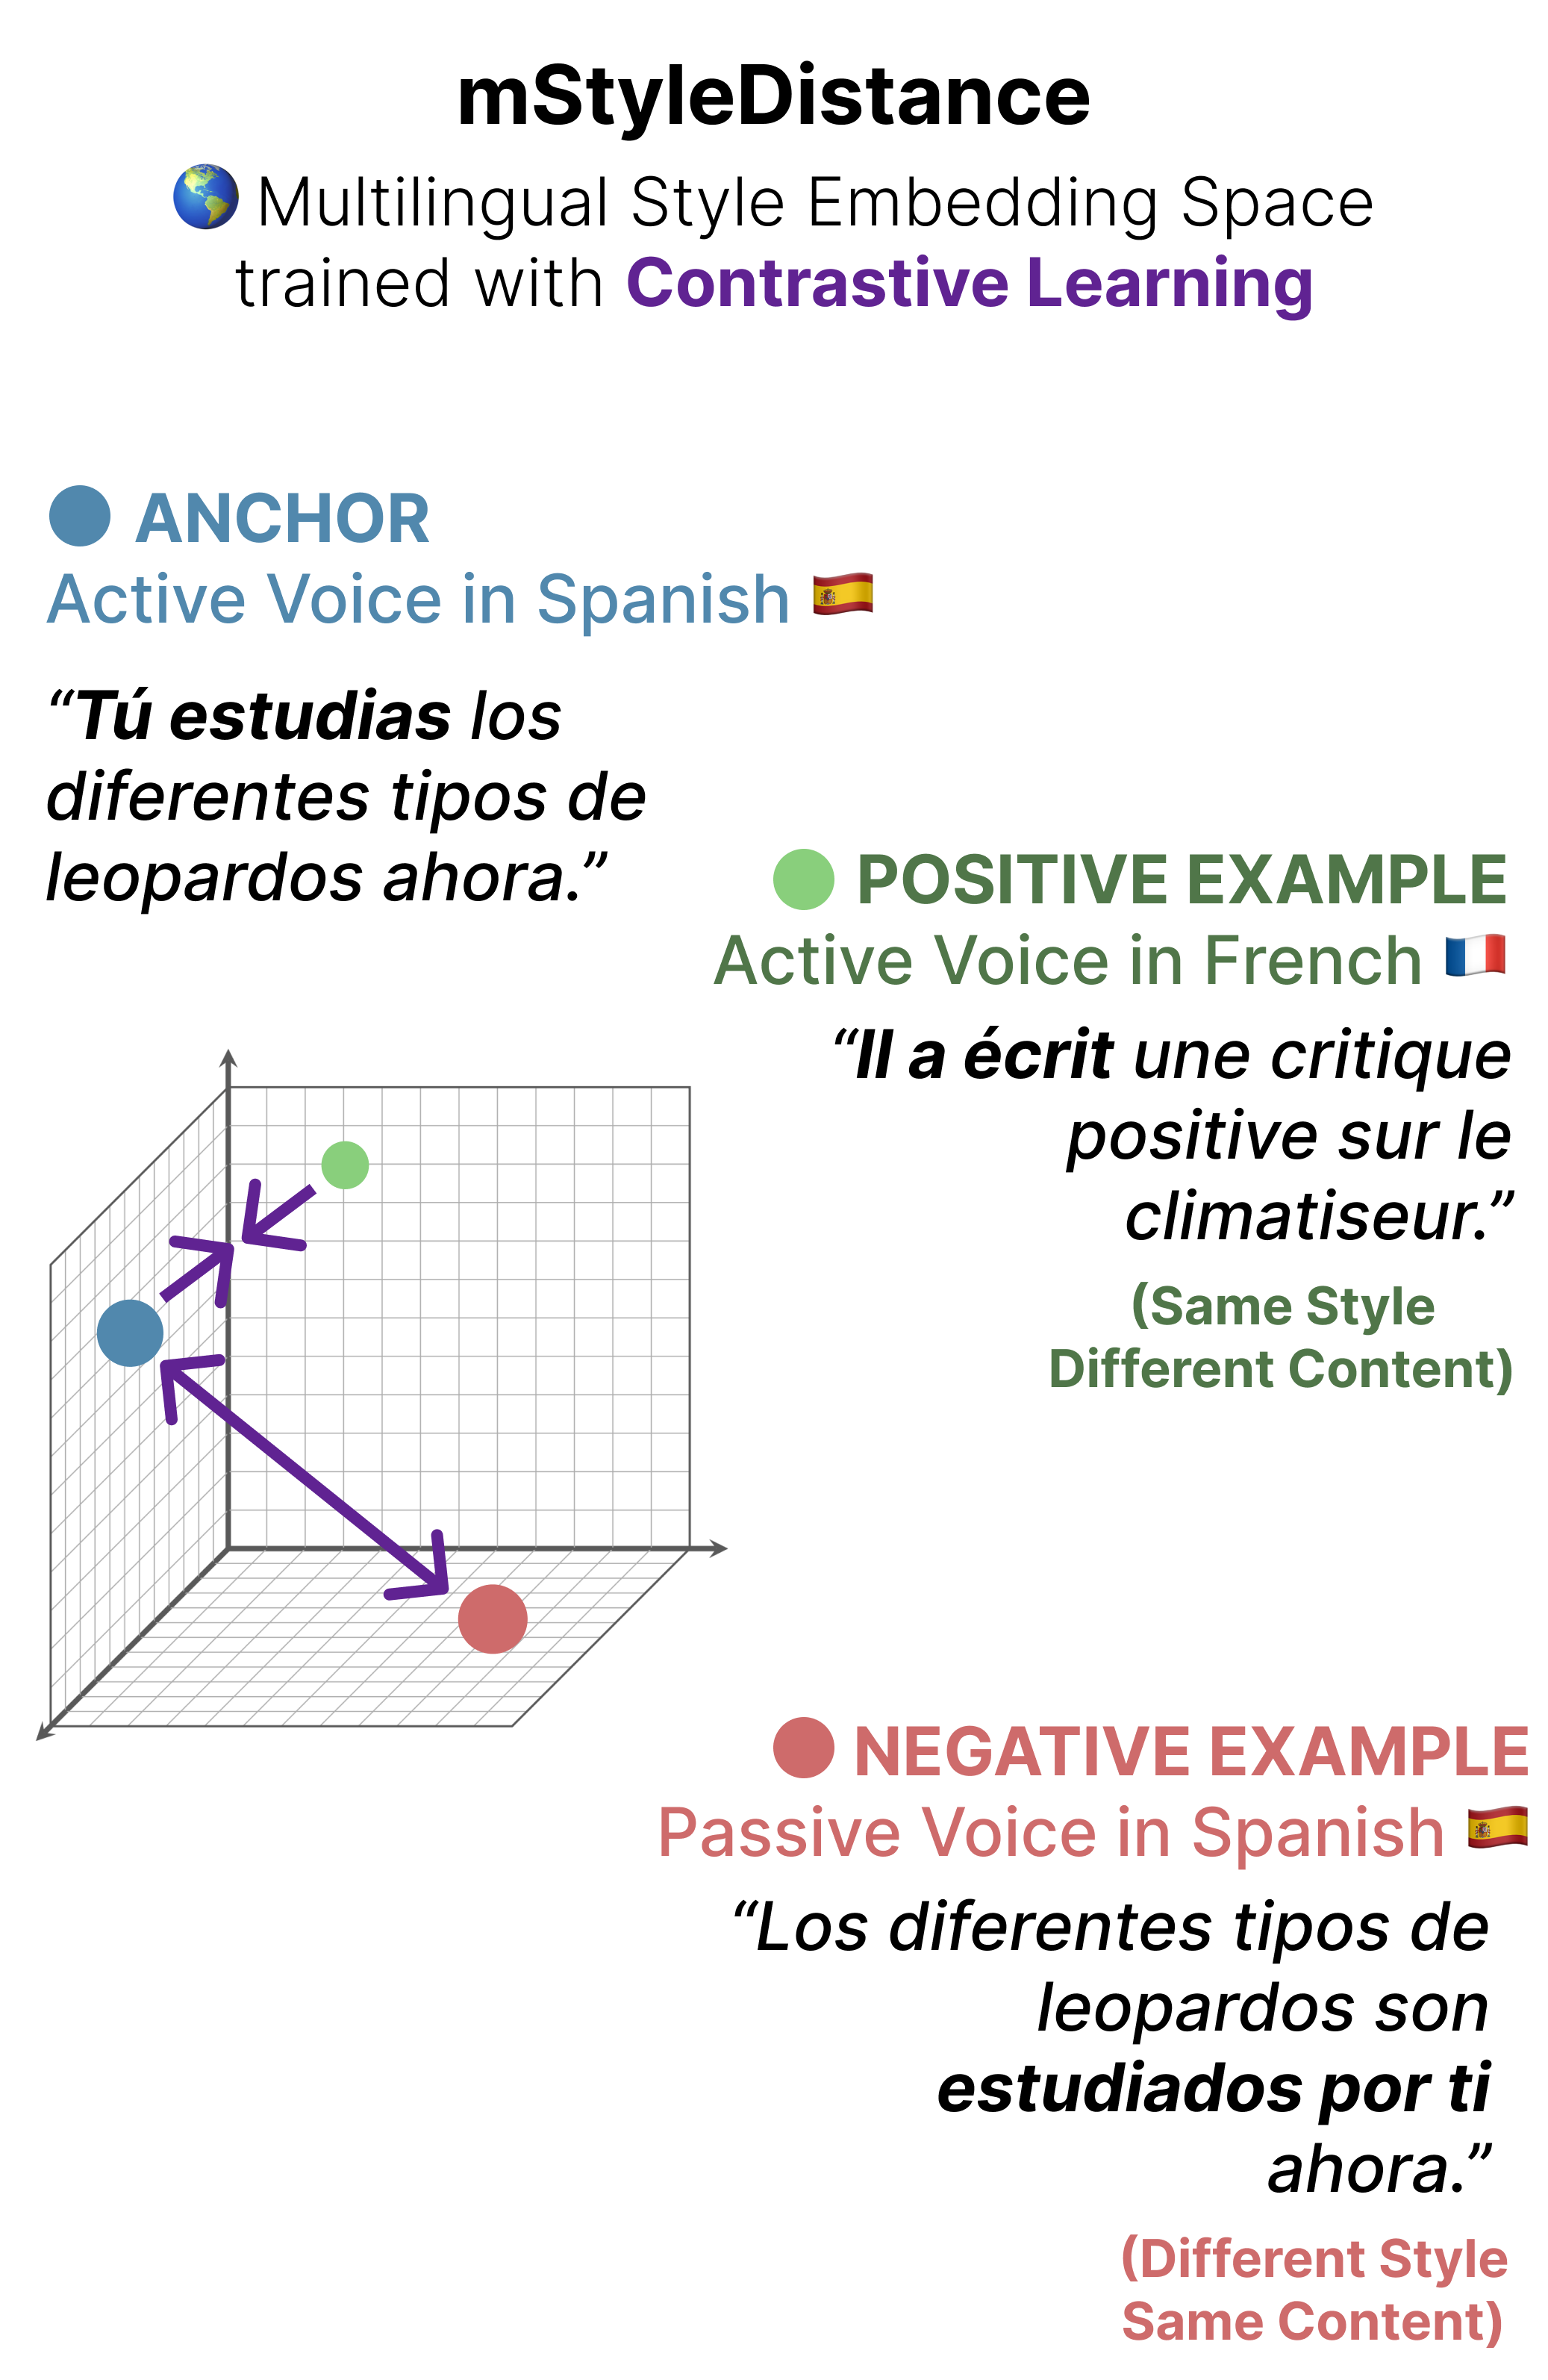 mStyleDistance
Multilingual Style Embedding Space
trained with Contrastive Learning
ANCHOR
Active Voice in Spanish
“Tú estudias los
diferentes tipos de
leopardos ahora.”
POSITIVE EXAMPLE
Active Voice in French
“Il a écrit une critique
positive sur le
climatiseur.”
(Same Style
Different Content)
NEGATIVE EXAMPLE
Passive Voice in Spanish
“Los diferentes tipos de
leopardos son
estudiados por ti
ahora.”
(Different Style
Same Content)